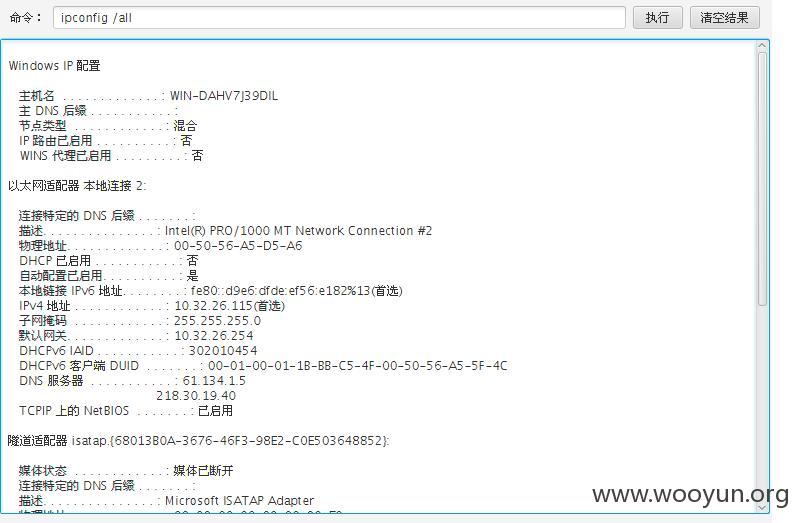 命令： ipconfig /all 执行 清空结果
Windows IP 配置
主机名 . . . . . . . . . . . . . : WIN-DAHV7J39DIL
主 DNS 后缀 . . . . . . . . . . . :
节点类型 . . . . . . . . . . . . : 混合
IP 路由已启用 . . . . . . . . . . : 否
WINS 代理已启用 . . . . . . . . . : 否
以太网适配器 本地连接 2:
连接特定的 DNS 后缀 . . . . . . . :
描述. . . . . . . . . . . . . . . : Intel(R) PRO/1000 MT Network Connection #2
物理地址. . . . . . . . . . . . . : 00-50-56-A5-D5-A6
DHCP 已启用 . . . . . . . . . . . : 否
自动配置已启用. . . . . . . . . . : 是
本地链接 IPv6 地址. . . . . . . . : fe80::d9e6:dfde:ef56:e182%13(首选)
IPv4 地址 . . . . . . . . . . . . : 10.32.26.115(首选)
子网掩码 . . . . . . . . . . . . : 255.255.255.0
默认网关. . . . . . . . . . . . . : 10.32.26.254
DHCPv6 IAID . . . . . . . . . . . : 302010454
DHCPv6 客户端 DUID . . . . . . . : 00-01-00-01-1B-BB-C5-4F-00-50-56-A5-5F-4C
DNS 服务器 . . . . . . . . . . . : 61.134.1.5
218.30.19.40
TCPIP 上的 NetBIOS . . . . . . . : 已启用
隧道适配器 isatap.{68013B0A-3676-46F3-98E2-C0E503648852}:
媒体状态 . . . . . . . . . . . . : 媒体已断开
连接特定的 DNS 后缀 . . . . . . . :
描述. . . . . . . . . . . . . . . : Microsoft ISATAP Adapter
www.wooyun.org